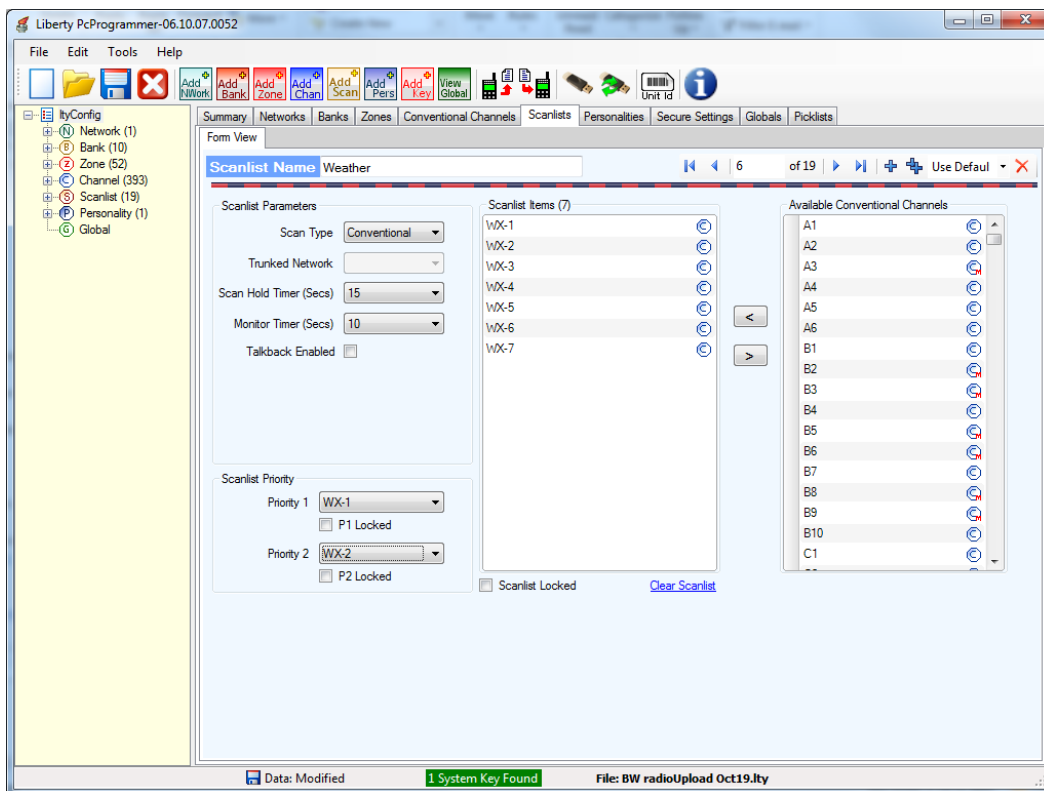 Liberty PcProgrammer-06.10.07.0052
File Edit Tools Help
Add NWork Add Bank Add Zone Add Chan Add Scan Add Pers Add Key View Global Unit Id
ltyConfig
N Network (1)
B Bank (10)
Z Zone (52)
C Channel (393)
S Scanlist (19)
P Personality (1)
G Global
Summary Networks Banks Zones Conventional Channels Scanlists Personalities Secure Settings Globals Picklists
Form View
Scanlist Name Weather 6 of 19 Use Defaul
Scanlist Parameters
Scan Type Conventional
Trunked Network
Scan Hold Timer (Secs) 15
Monitor Timer (Secs) 10
Talkback Enabled
Scanlist Priority
Priority 1 WX-1
P1 Locked
Priority 2 WX-2
P2 Locked
Scanlist Items (7)
WX-1 C
WX-2 C
WX-3 C
WX-4 C
WX-5 C
WX-6 C
WX-7 C
Scanlist Locked Clear Scanlist
<
>
Available Conventional Channels
A1 C
A2 C
A3 CM
A4 C
A5 C
A6 C
B1 C
B2 CM
B3 CM
B4 C
B5 CM
B6 CM
B7 C
B8 CM
B9 CM
B10 C
C1 C
Data: Modified 1 System Key Found File: BW radioUpload Oct19.lty